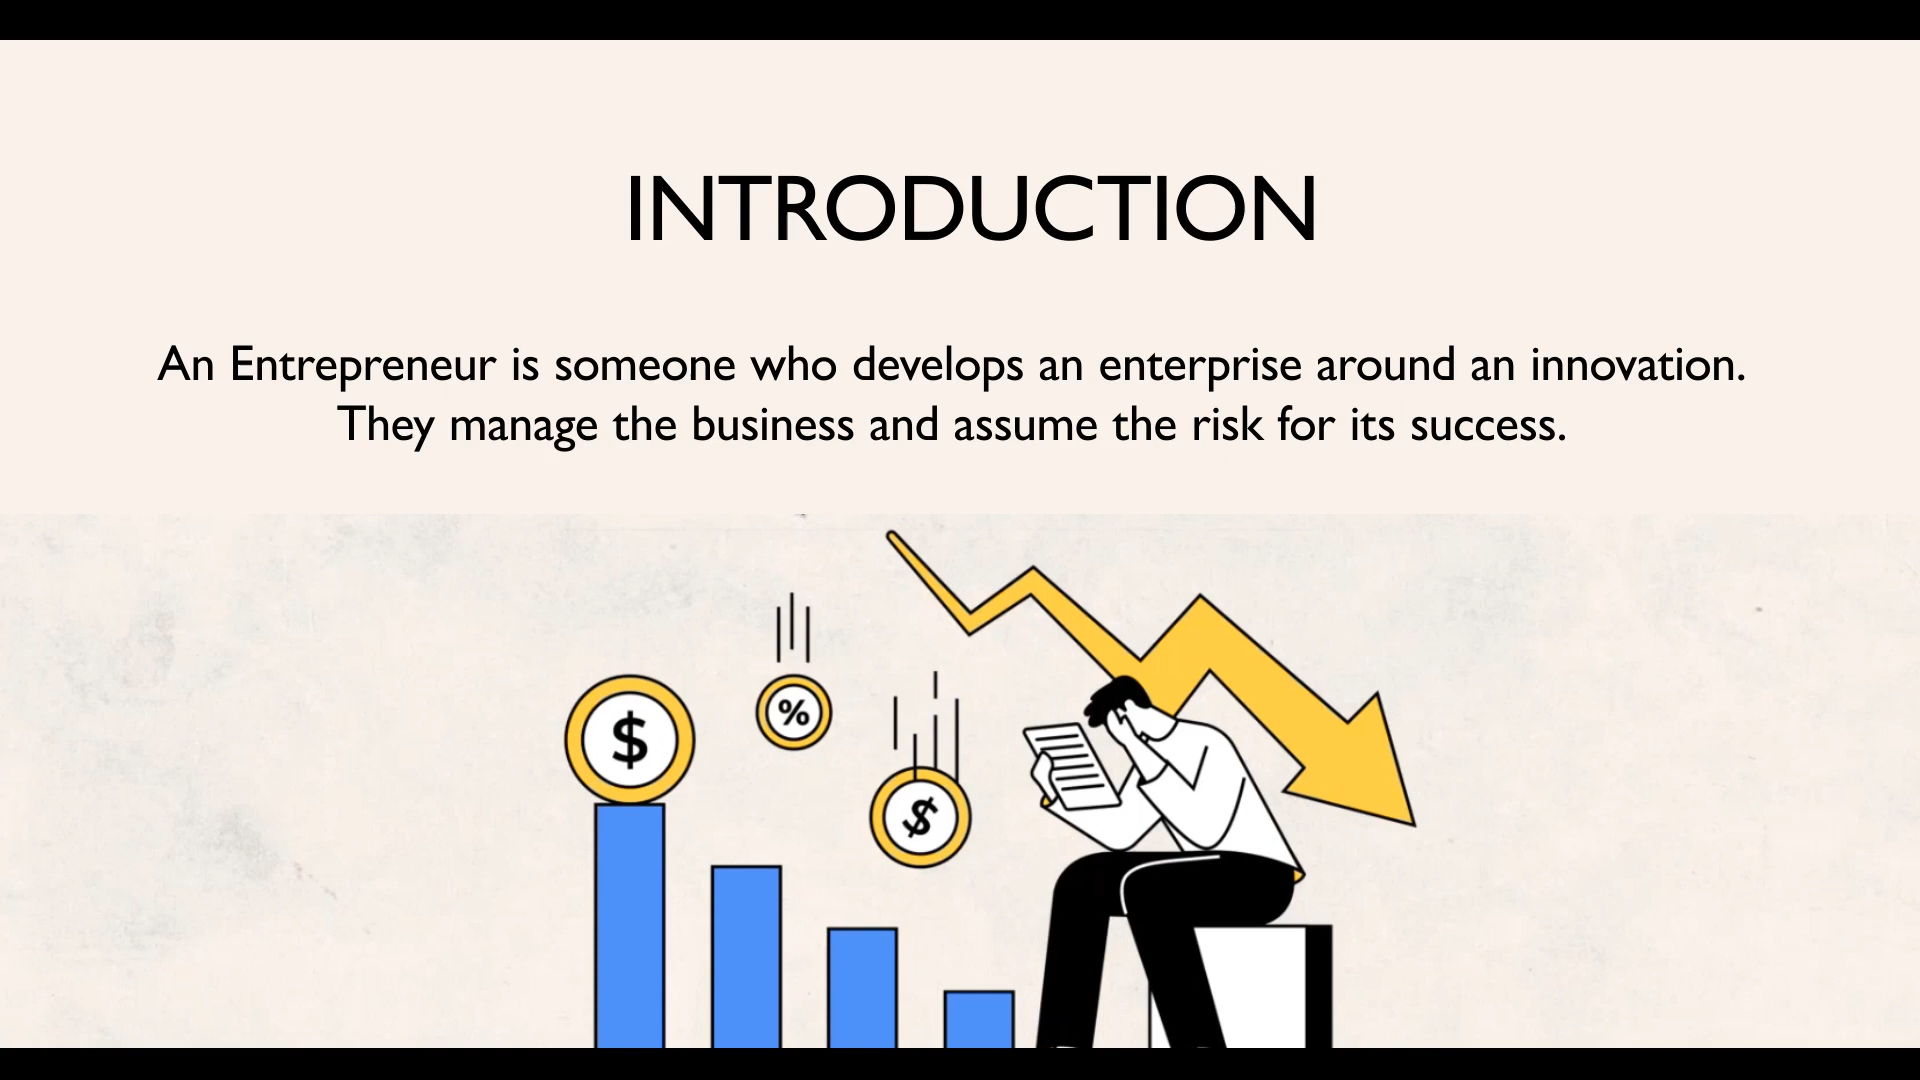 INTRODUCTION
An Entrepreneur is someone who develops an enterprise around an innovation.
They manage the business and assume the risk for its success.
%
$
$